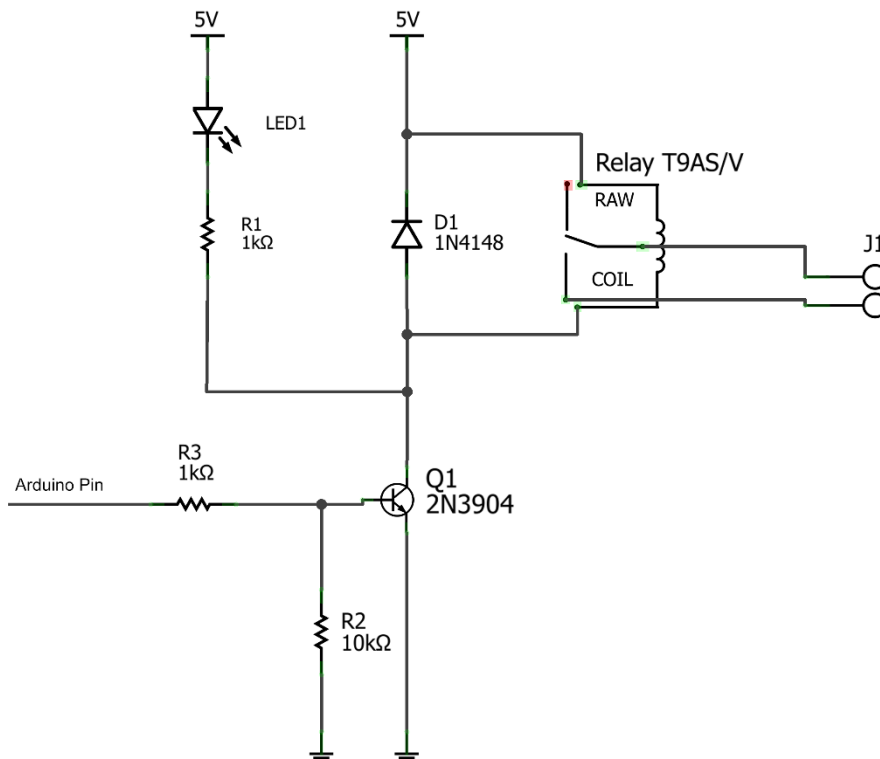 5V
5V
LED1
Relay T9AS/V
RAW
R1
1kΩ
D1
1N4148
J1
COIL
R3
1kΩ
Arduino Pin
Q1
2N3904
R2
10kΩ